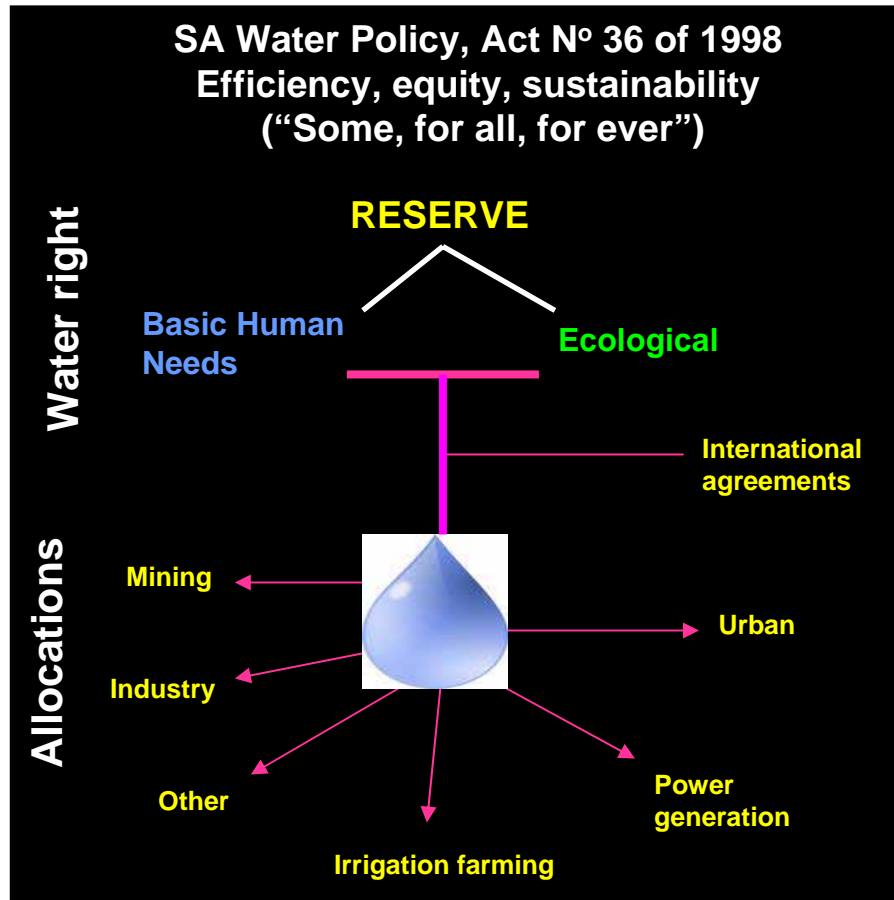 SA Water Policy, Act Nº 36 of 1998
Efficiency, equity, sustainability
(“Some, for all, for ever”)
Water right
RESERVE
Basic Human
Needs
Ecological
International
agreements
Allocations
Mining
Urban
Industry
Other
Power
generation
Irrigation farming